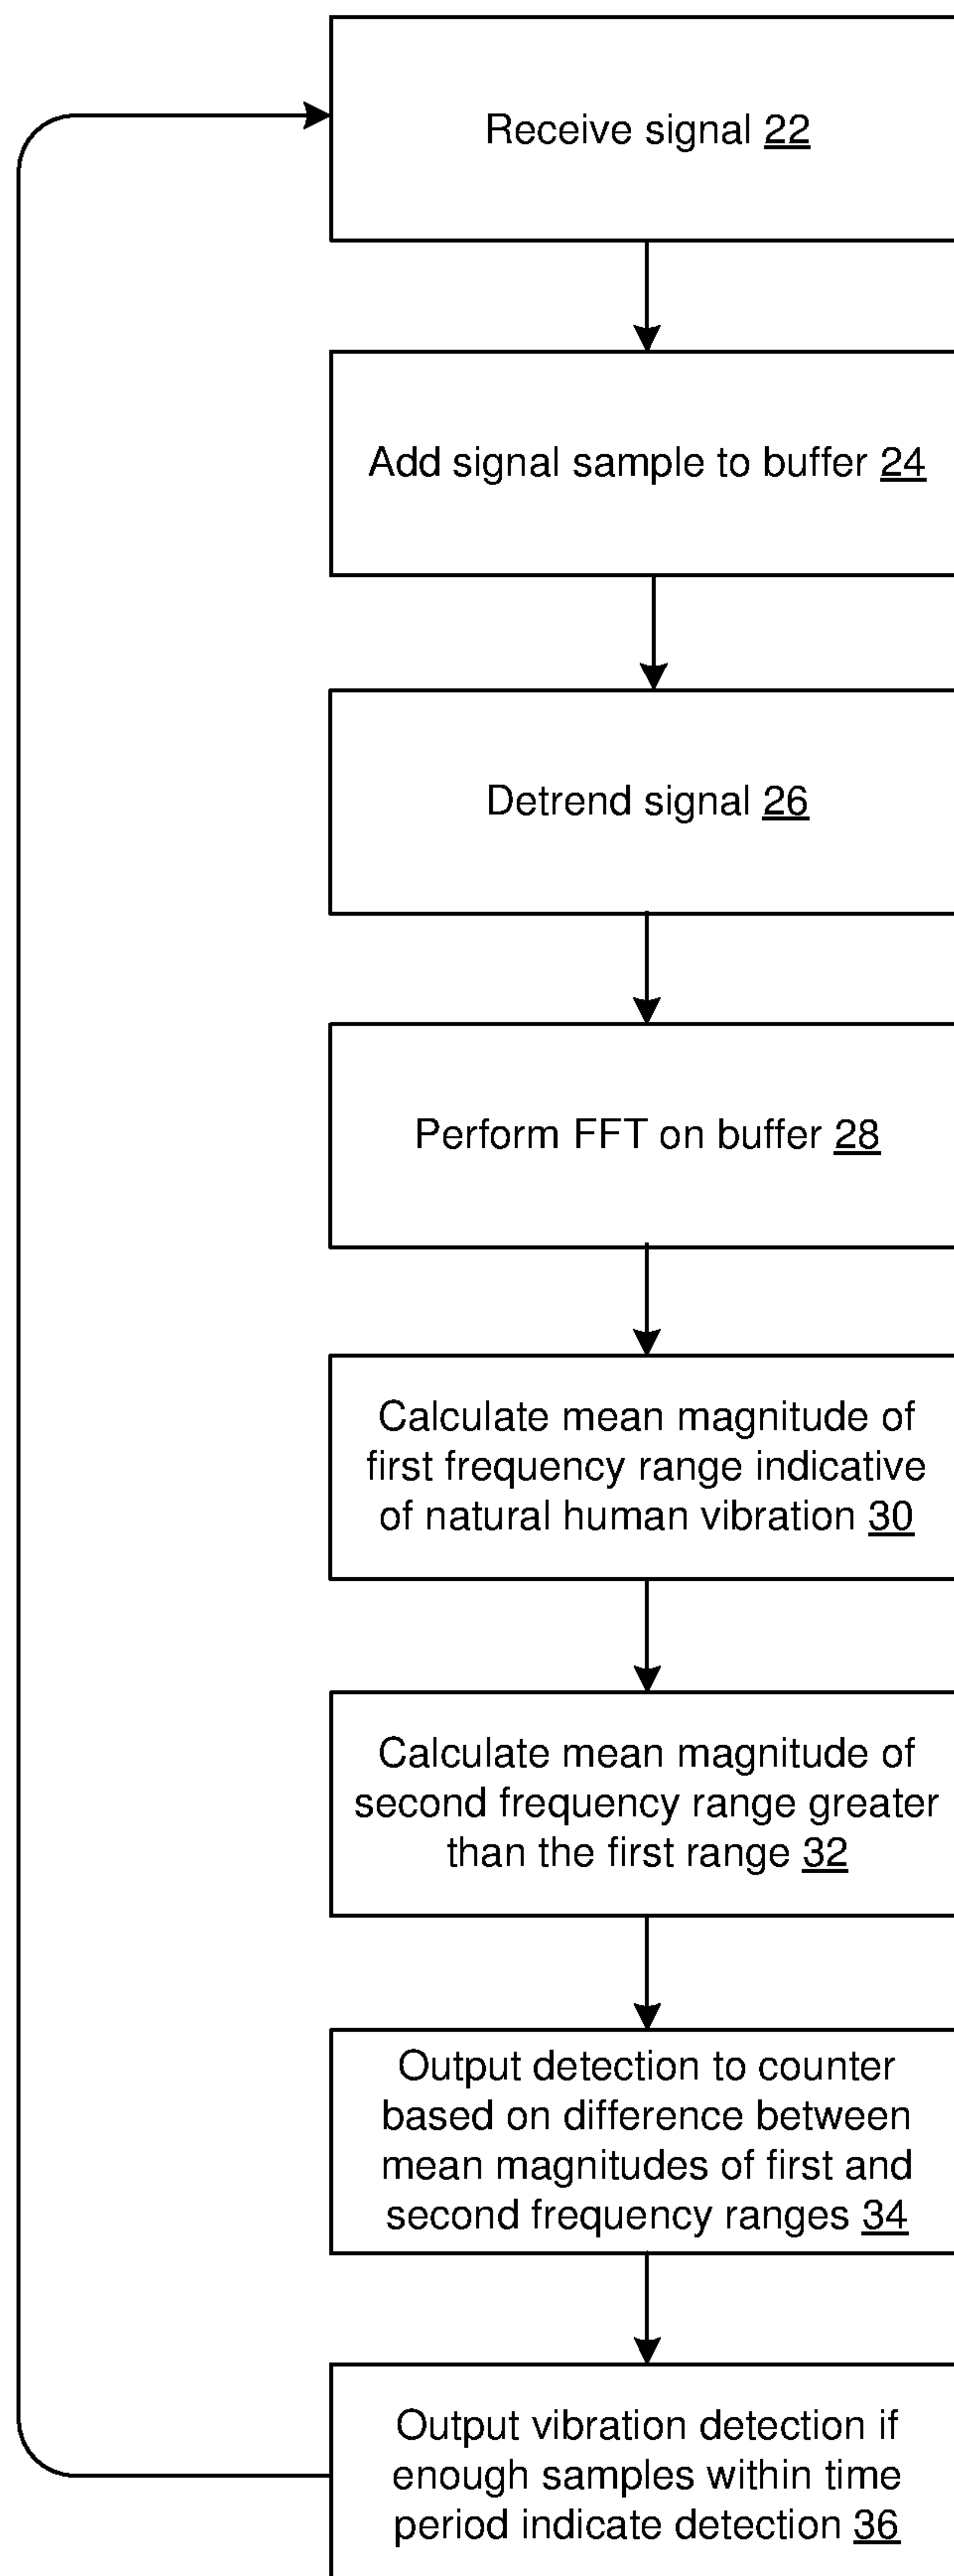 Receive signal 22
Add signal sample to buffer 24
Detrend signal 26
Perform FFT on buffer 28
Calculate mean magnitude of
first frequency range indicative
of natural human vibration 30
Calculate mean magnitude of
second frequency range greater
than the first range 32
Output detection to counter
based on difference between
mean magnitudes of first and
second frequency ranges 34
Output vibration detection if
enough samples within time
period indicate detection 36